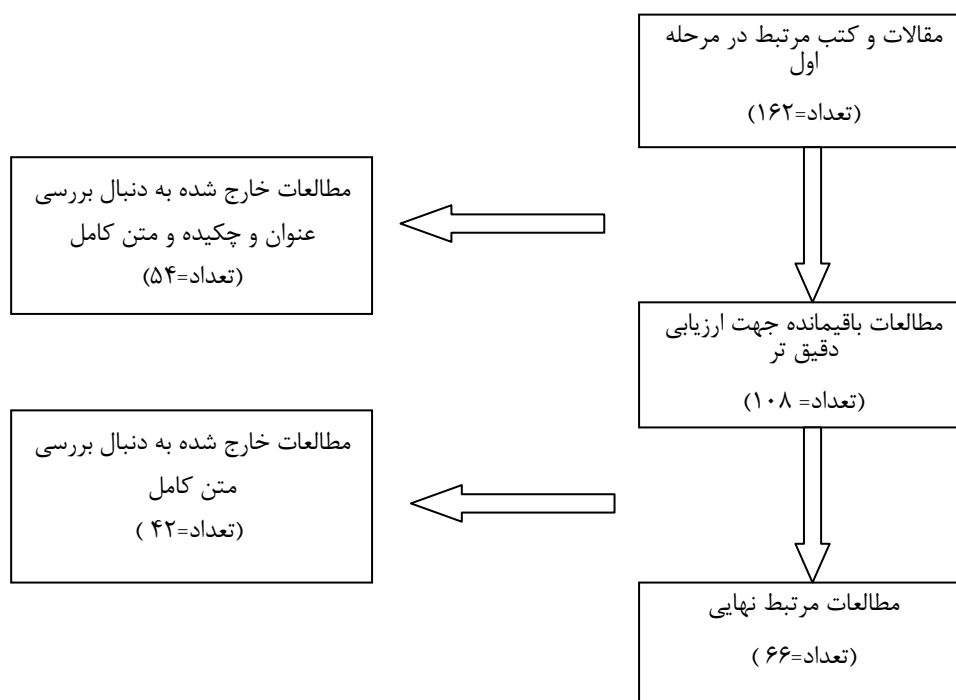 مقالات و کتب مرتبط در مرحله
اول
(تعداد=۱۶۲)
مطالعات خارج شده به دنبال بررسی
عنوان و چکیده و متن کامل
(تعداد=۵۴)
مطالعات باقیمانده جهت ارزیابی
دقیق تر
(تعداد= ۱۰۸)
مطالعات خارج شده به دنبال بررسی
متن کامل
(تعداد=۴۲ )
مطالعات مرتبط نهایی
(تعداد=۶۶ )